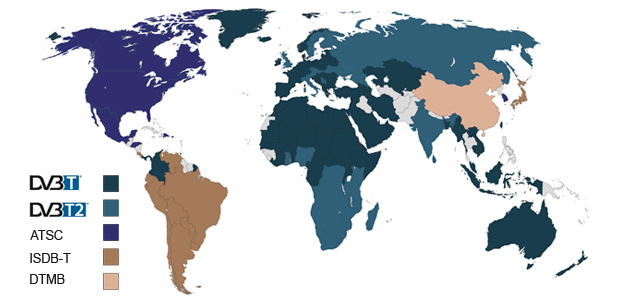 DVB T
DVB T2
ATSC
ISDB-T
DTMB